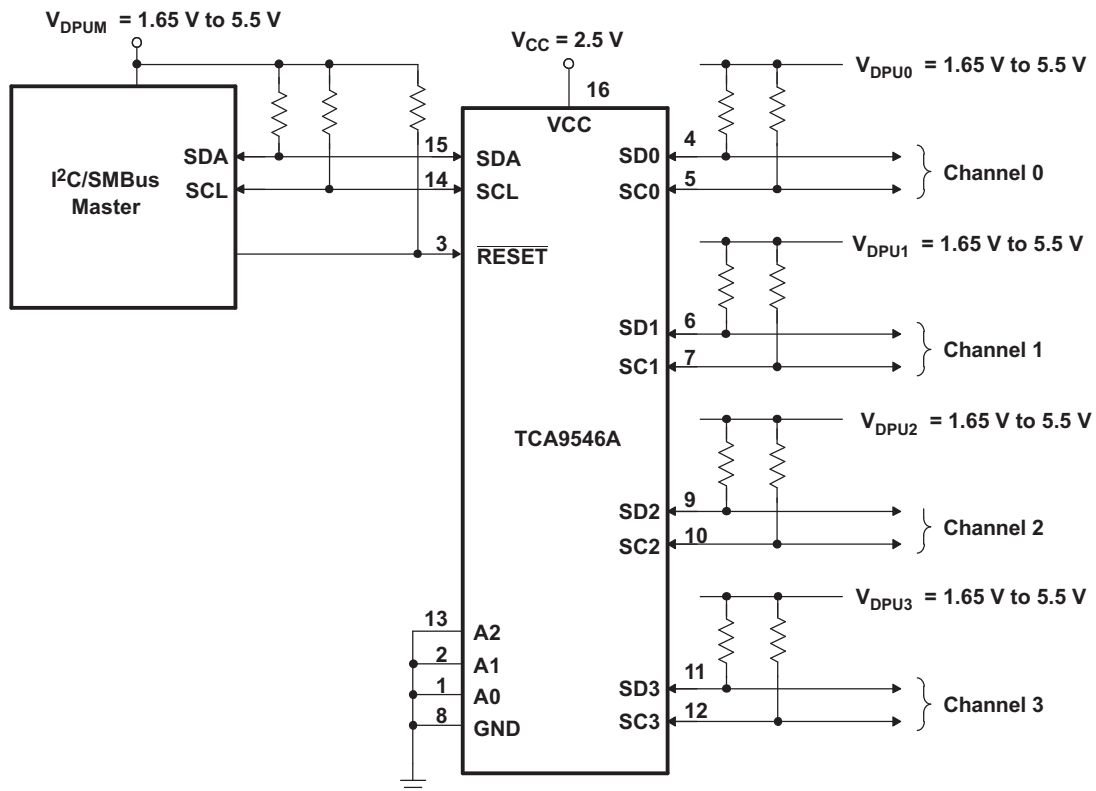 V_DPUM = 1.65 V to 5.5 V
V_CC = 2.5 V
16
VCC
I²C/SMBus
Master
SDA
SCL
15
14
3
SDA
SCL
RESET
TCA9546A
13
2
1
8
A2
A1
A0
GND
V_DPU0 = 1.65 V to 5.5 V
SD0
4
SC0
5
Channel 0
V_DPU1 = 1.65 V to 5.5 V
SD1
6
SC1
7
Channel 1
V_DPU2 = 1.65 V to 5.5 V
SD2
9
SC2
10
Channel 2
V_DPU3 = 1.65 V to 5.5 V
SD3
11
SC3
12
Channel 3